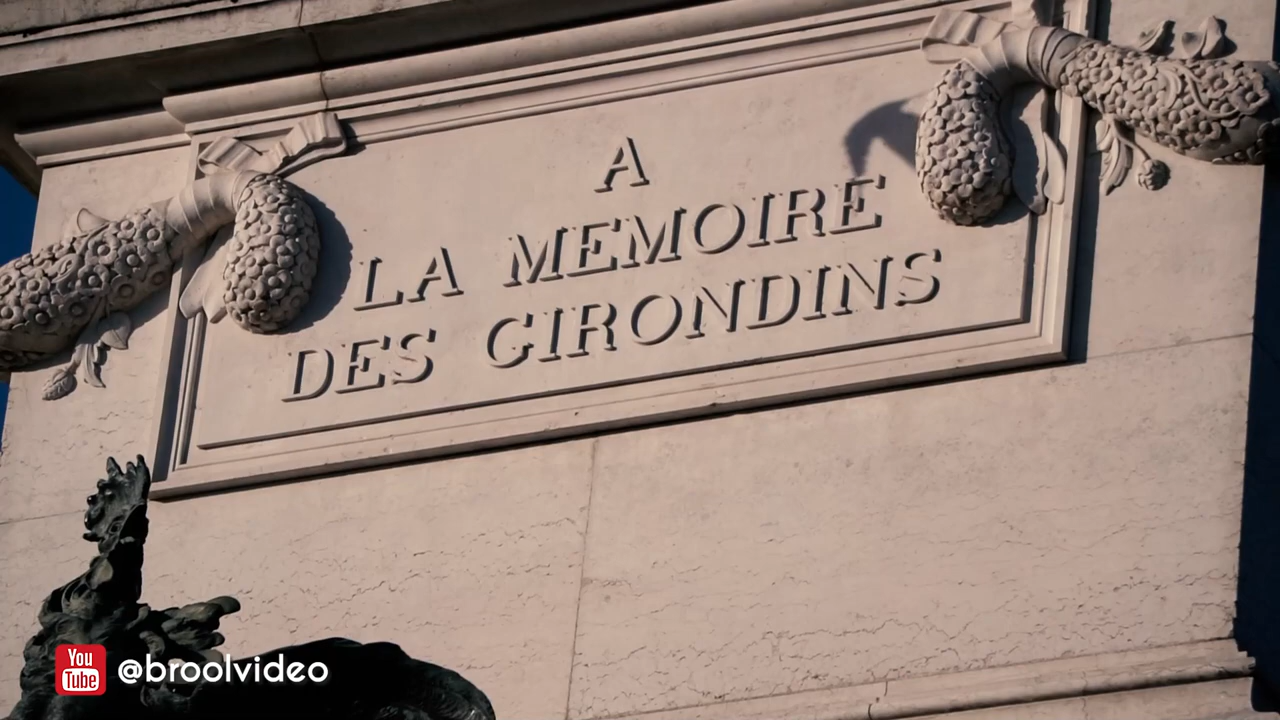 A
LA MEMOIRE
DES GIRONDINS
You
Tube
@broolvideo